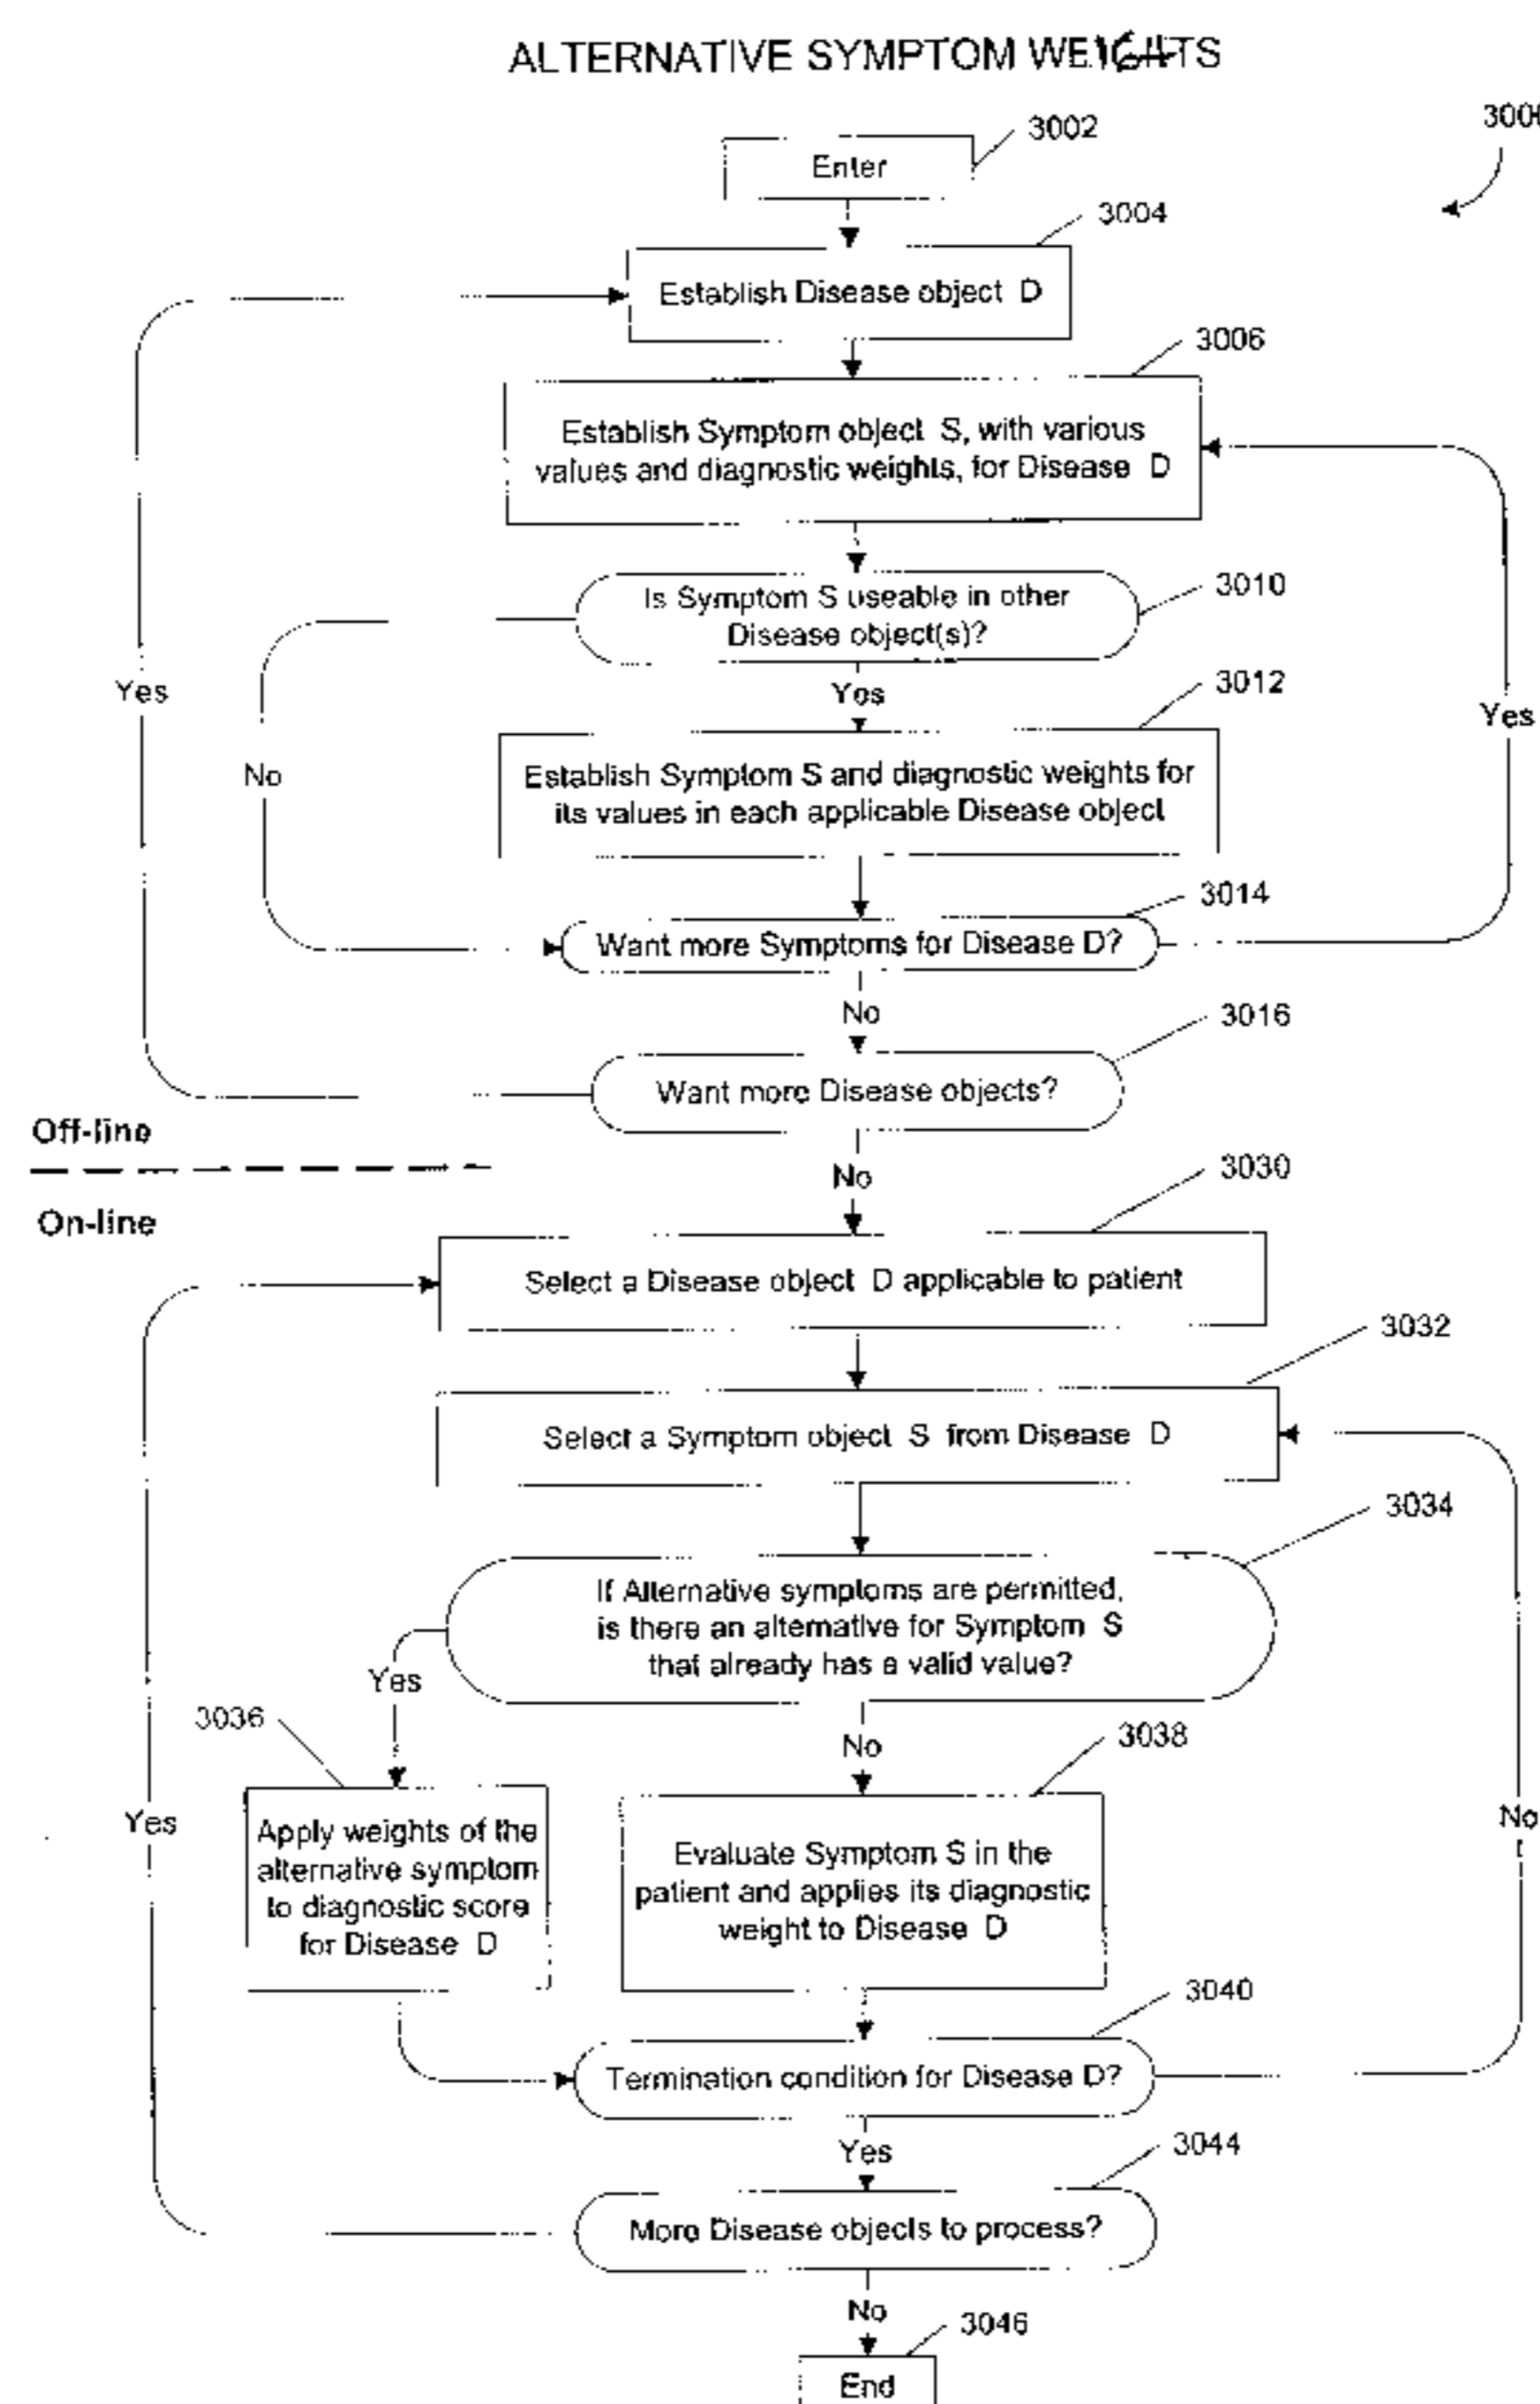 ALTERNATIVE SYMPTOM WEIGHTS
3002
Enter
3004
Establish Disease object D
3006
Establish Symptom object S, with various
values and diagnostic weights, for Disease D
Is Symptom S useable in other
Disease object(s)?
3010
Yes
3012
Yes
Yes
No
Establish Symptom S and diagnostic weights for
its values in each applicable Disease object
3014
Want more Symptoms for Disease D?
No
3016
Want more Disease objects?
Off-line
No
3030
On-line
Select a Disease object D applicable to patient
3032
Select a Symptom object S from Disease D
3034
If Alternative symptoms are permitted,
is there an alternative for Symptom S
that already has a valid value?
Yes
3036
No
3038
Yes
No
Apply weights of the
alternative symptom
to diagnostic score
for Disease D
Evaluate Symptom S in the
patient and applies its diagnostic
weight to Disease D
3040
Termination condition for Disease D?
Yes
3044
More Disease objects to process?
No
3046
End